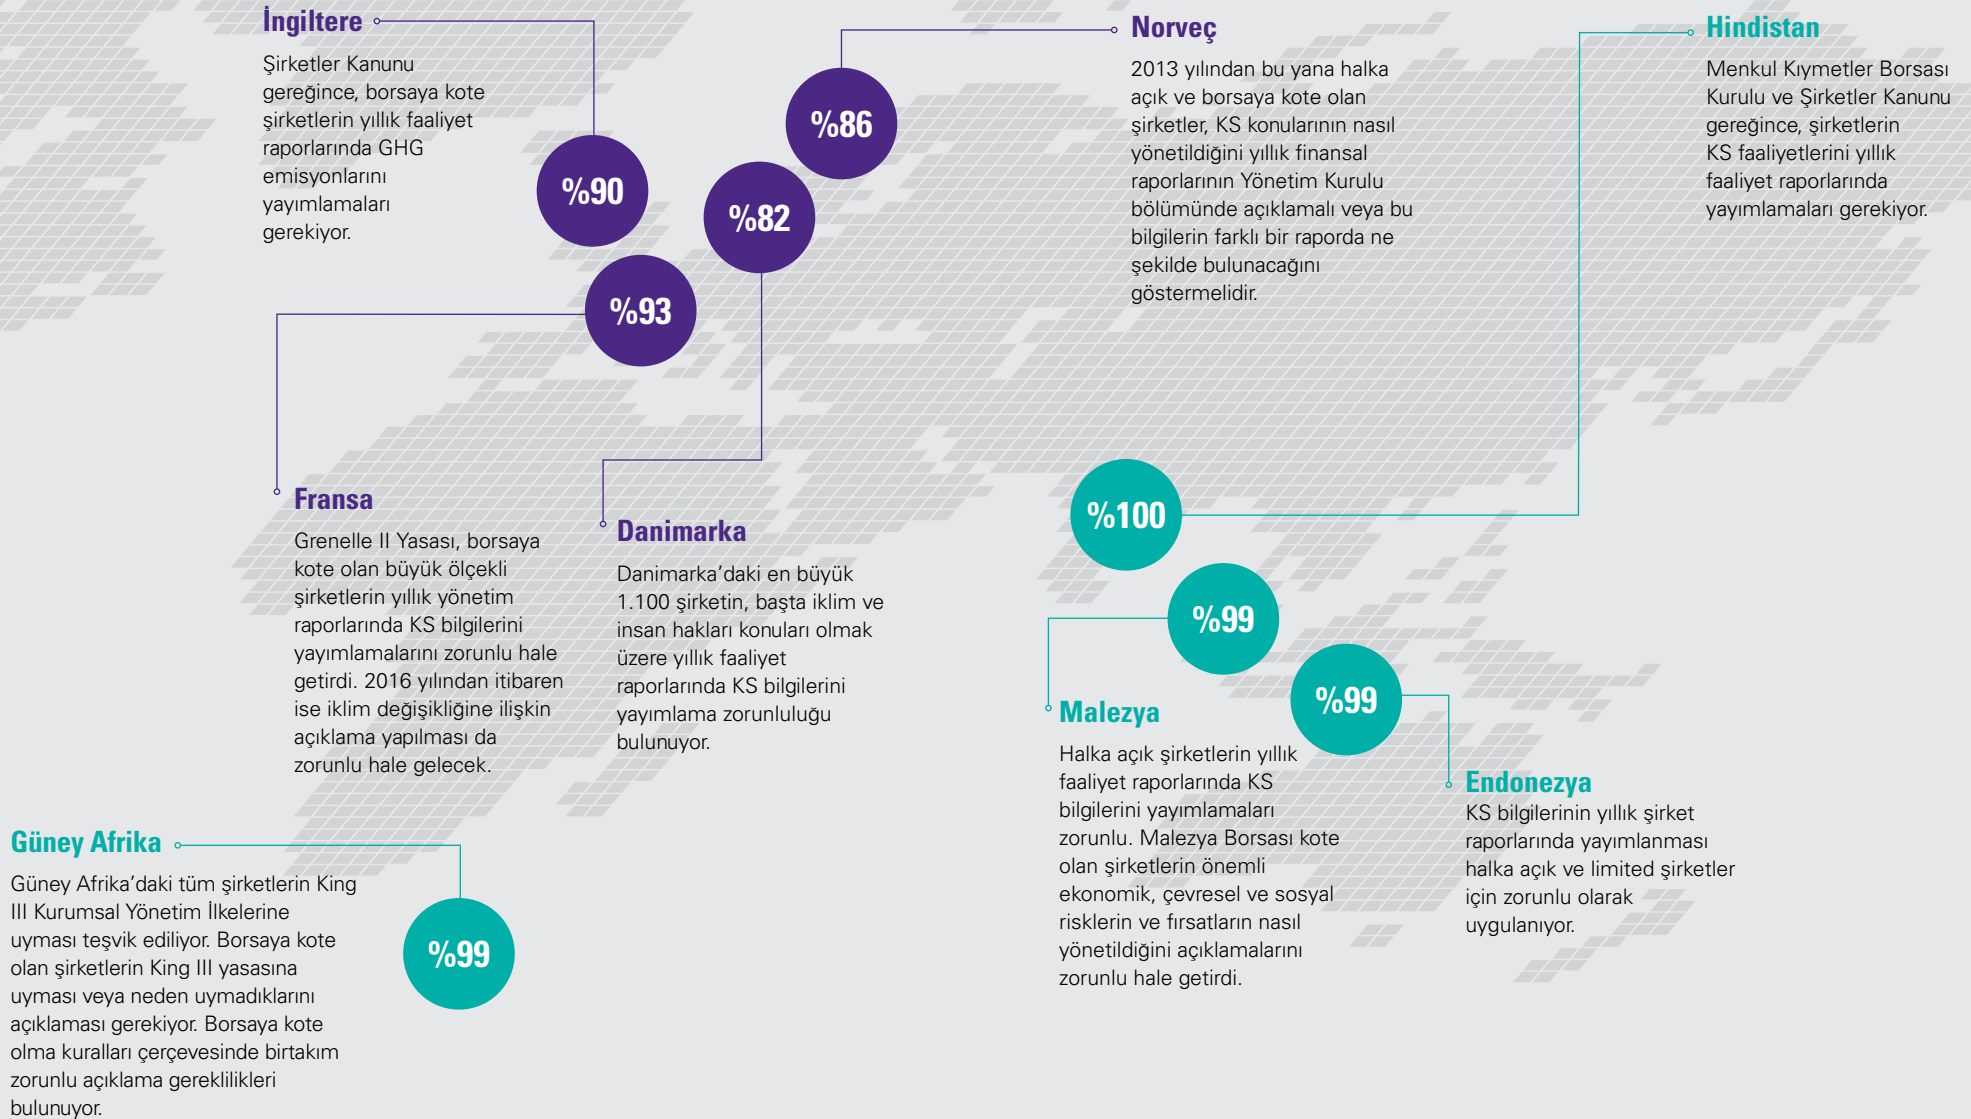 İngiltere
Şirketler Kanunu
gereğince, borsaya kote
şirketlerin yıllık faaliyet
raporlarında GHG
emisyonlarını
yayımlamaları
gerekiyor.
%90
%86
%82
%93
Norveç
2013 yılından bu yana halka
açık ve borsaya kote olan
şirketler, KS konularının nasıl
yönetildiğini yıllık finansal
raporlarının Yönetim Kurulu
bölümünde açıklamalı veya bu
bilgilerin farklı bir raporda ne
şekilde bulunacağını
göstermelidir.
Hindistan
Menkul Kıymetler Borsası
Kurulu ve Şirketler Kanunu
gereğince, şirketlerin
KS faaliyetlerini yıllık
faaliyet raporlarında
yayımlamaları gerekiyor.
Fransa
Grenelle II Yasası, borsaya
kote olan büyük ölçekli
şirketlerin yıllık yönetim
raporlarında KS bilgilerini
yayımlamalarını zorunlu hale
getirdi. 2016 yılından itibaren
ise iklim değişikliğine ilişkin
açıklama yapılması da
zorunlu hale gelecek.
Danimarka
Danimarka’daki en büyük
1.100 şirketin, başta iklim ve
insan hakları konuları olmak
üzere yıllık faaliyet
raporlarında KS bilgilerini
yayımlama zorunluluğu
bulunuyor.
%100
%99
%99
Malezya
Halka açık şirketlerin yıllık
faaliyet raporlarında KS
bilgilerini yayımlamaları
zorunlu. Malezya Borsası kote
olan şirketlerin önemli
ekonomik, çevresel ve sosyal
risklerin ve fırsatların nasıl
yönetildiğini açıklamalarını
zorunlu hale getirdi.
Endonezya
KS bilgilerinin yıllık şirket
raporlarında yayımlanması
halka açık ve limited şirketler
için zorunlu olarak
uygulanıyor.
Güney Afrika
Güney Afrika’daki tüm şirketlerin King
III Kurumsal Yönetim İlkelerine
uyması teşvik ediliyor. Borsaya kote
olan şirketlerin King III yasasına
uyması veya neden uymadıklarını
açıklaması gerekiyor. Borsaya kote
olma kuralları çerçevesinde birtakım
zorunlu açıklama gereklilikleri
bulunuyor.
%99